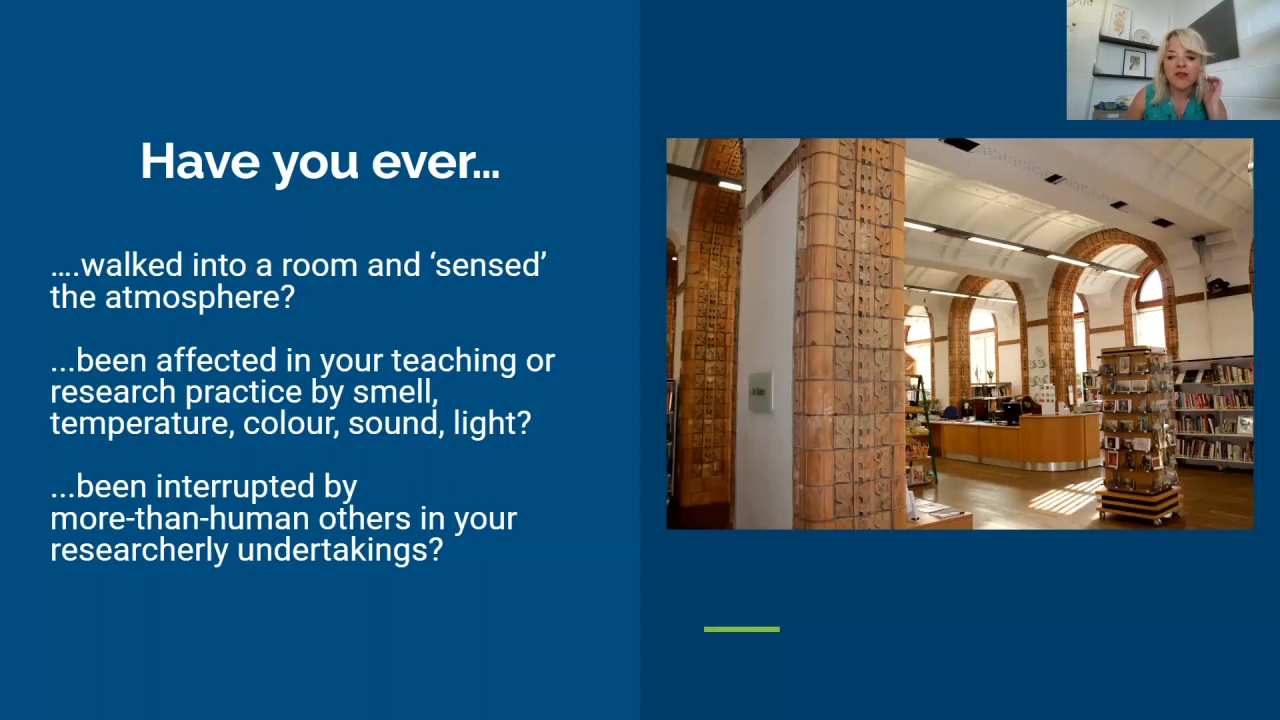 Have you ever...
....walked into a room and ‘sensed’
the atmosphere?
...been affected in your teaching or
research practice by smell,
temperature, colour, sound, light?
...been interrupted by
more-than-human others in your
researcherly undertakings?